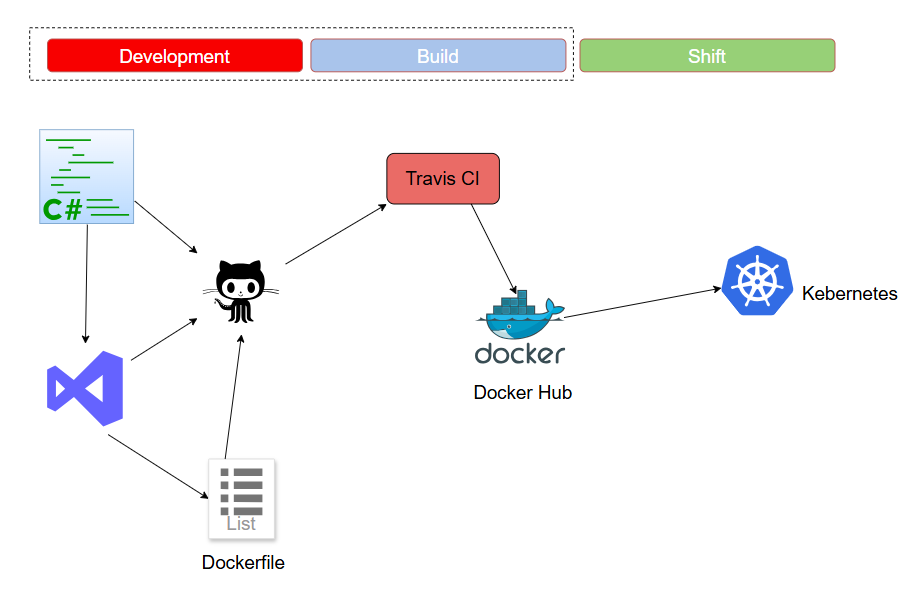 Development
Build
Shift
C#
Travis CI
Kebernetes
docker
Docker Hub
List
Dockerfile